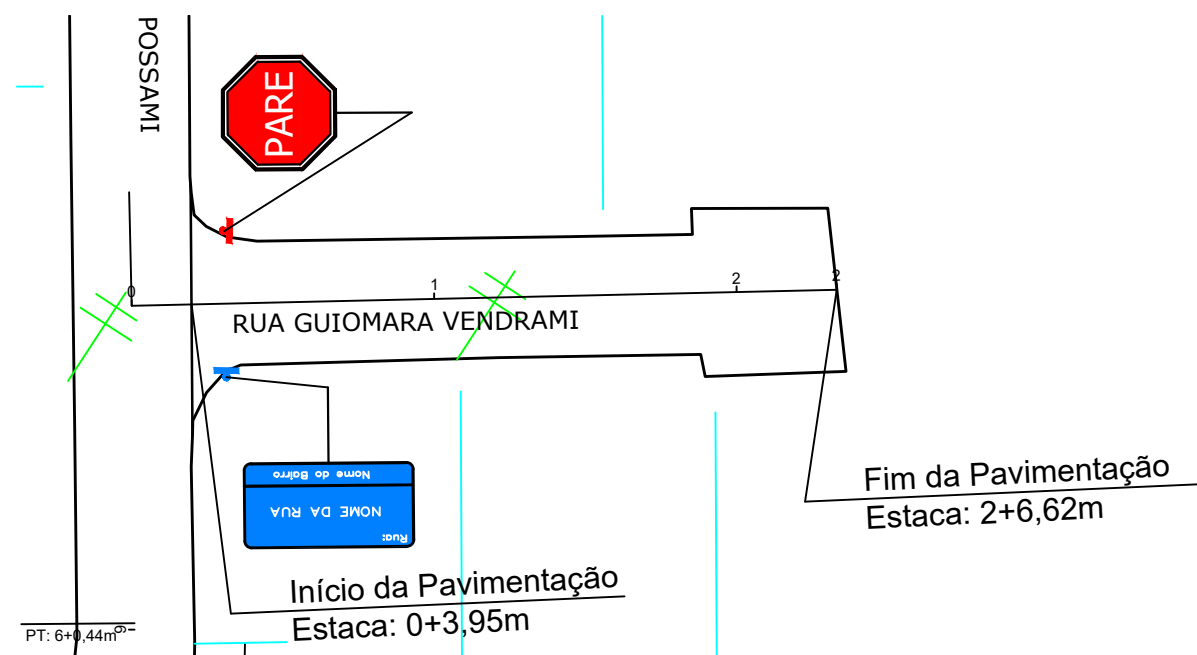 POSSAMI
PARE
0
1
2
2
RUA GUIOMARA VENDRAMI
Nome do Bairro
NOME DA RUA
Rua:
Fim da Pavimentação
Estaca: 2+6,62m
Início da Pavimentação
Estaca: 0+3,95m
PT: 6+0,44m
6